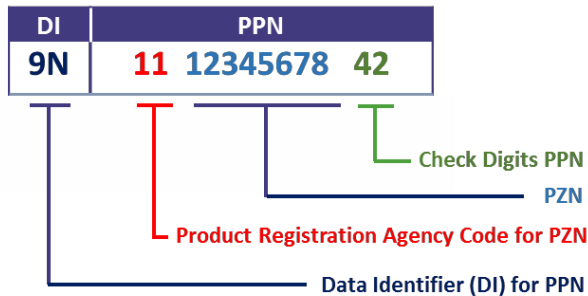 DI PPN
9N 11 12345678 42
Check Digits PPN
PZN
Product Registration Agency Code for PZN
Data Identifier (DI) for PPN